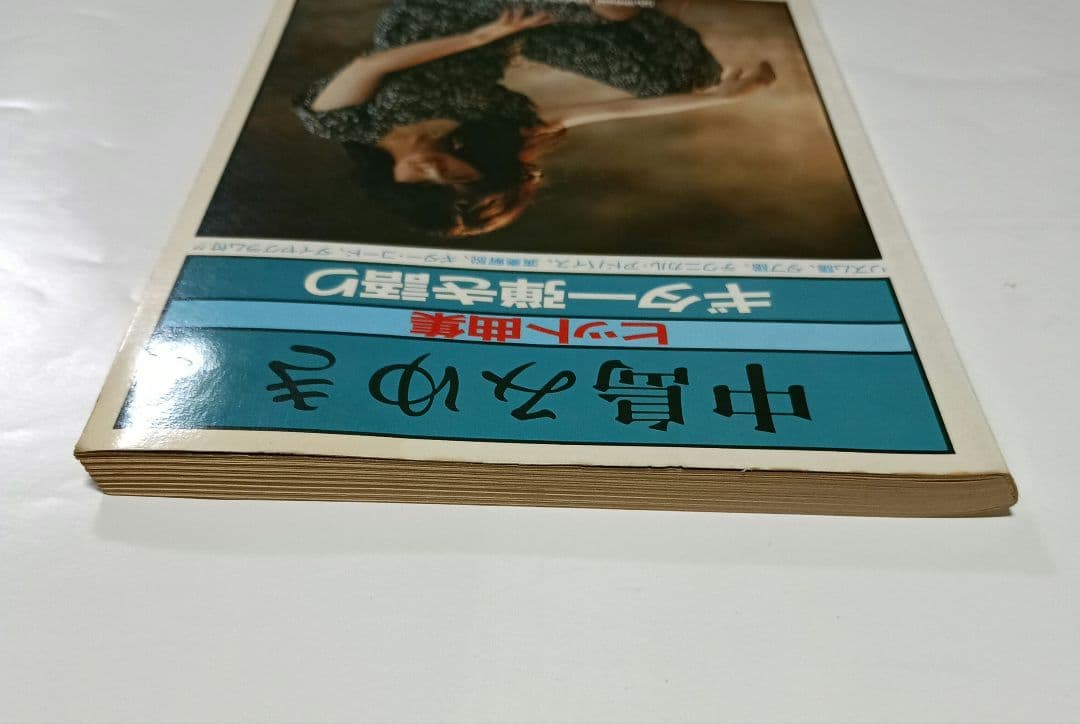 中島みゆき
ヒット曲集
ギター弾き語り
リズム譜、タブ譜、テクニカル・アドバイス、演奏解説、ギター・コード、ダイヤグラム付!!